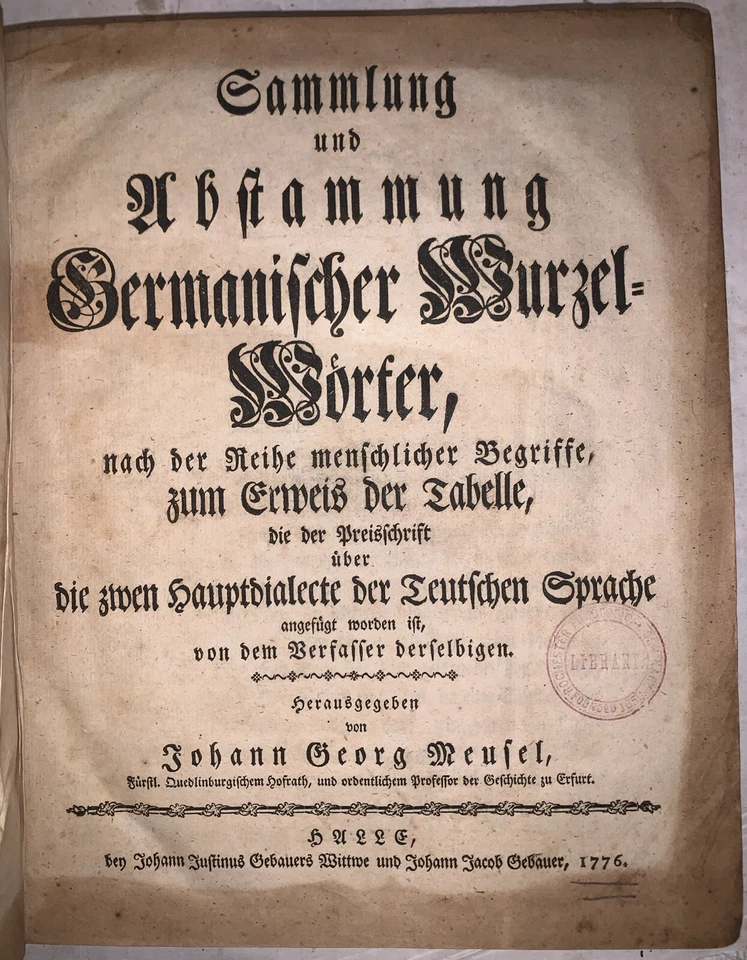 Sammlung
und
Abstammung
Germanischer Wurzel-
Wörter,
nach der Reihe menschlicher Begriffe,
zum Erweis der Tabelle,
die der Preisschrift
über
die zwey Hauptdialecte der Teutschen Sprache
angefügt worden ist,
von dem Verfasser derselbigen.
Herausgegeben
von
Johann Georg Meusel,
Fürstl. Quedlinburgischem Hofrath, und ordentlichem Professor der Geschichte zu Erfurt.
HALLE,
bey Johann Justinus Gebauers Wittwe und Johann Jacob Gebauer, 1776.
ROCHESTER
LIBRARY